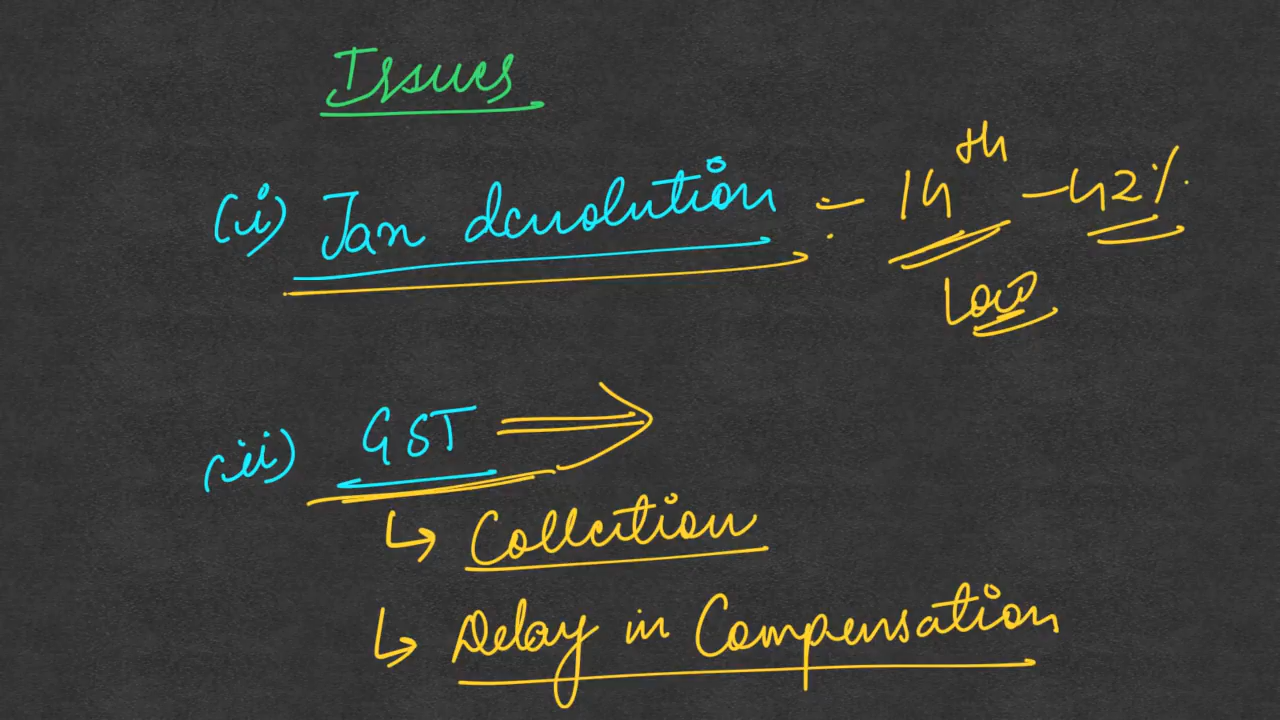 Issues
(i) Tax devolution :- 14th - 42%.
Low
(ii) GST ⇒
↳ Collection
↳ Delay in Compensation